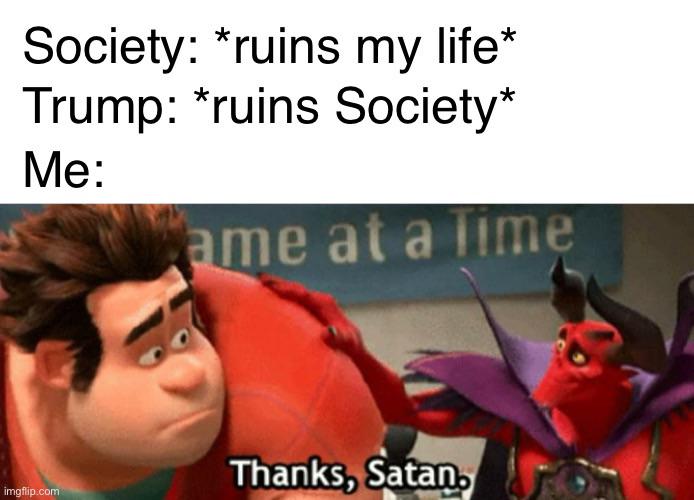 Society: *ruins my life*
Trump: *ruins Society*
Me:
ame at a Time
Thanks, Satan.
imgflip.com